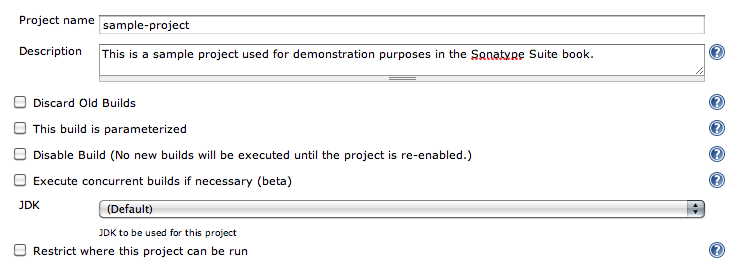 Project name sample-project
Description This is a sample project used for demonstration purposes in the Sonatype Suite book.
Discard Old Builds
This build is parameterized
Disable Build (No new builds will be executed until the project is re-enabled.)
Execute concurrent builds if necessary (beta)
JDK (Default)
JDK to be used for this project
Restrict where this project can be run